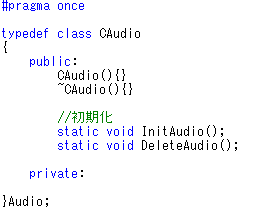 #pragma once
typedef class CAudio
{
public:
CAudio(){}
~CAudio(){}
//初期化
static void InitAudio();
static void DeleteAudio();
private:
}Audio;